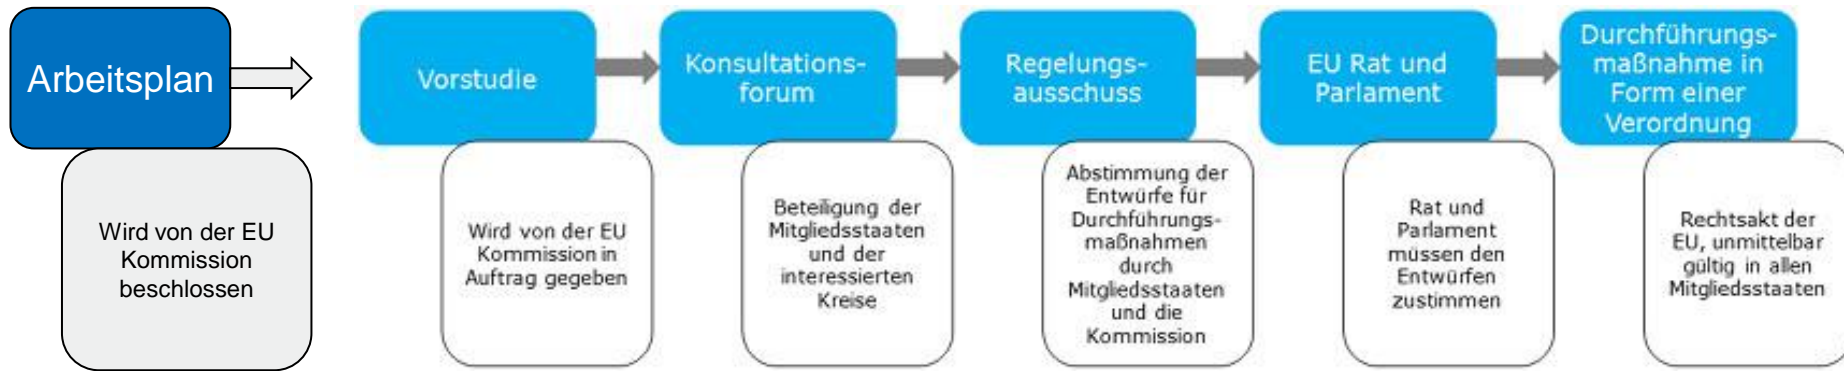 Arbeitsplan
Wird von der EU
Kommission
beschlossen
Vorstudie
Wird von der EU
Kommission in
Auftrag gegeben
Konsultations-
forum
Beteiligung der
Mitgliedsstaaten
und der
interessierten
Kreise
Regelungs-
ausschuss
Abstimmung der
Entwürfe für
Durchführungs-
maßnahmen
durch
Mitgliedsstaaten
und die
Kommission
EU Rat und
Parlament
Rat und
Parlament
müssen den
Entwürfen
zustimmen
Durchführungs-
maßnahme in
Form einer
Verordnung
Rechtsakt der
EU, unmittelbar
gültig in allen
Mitgliedsstaaten